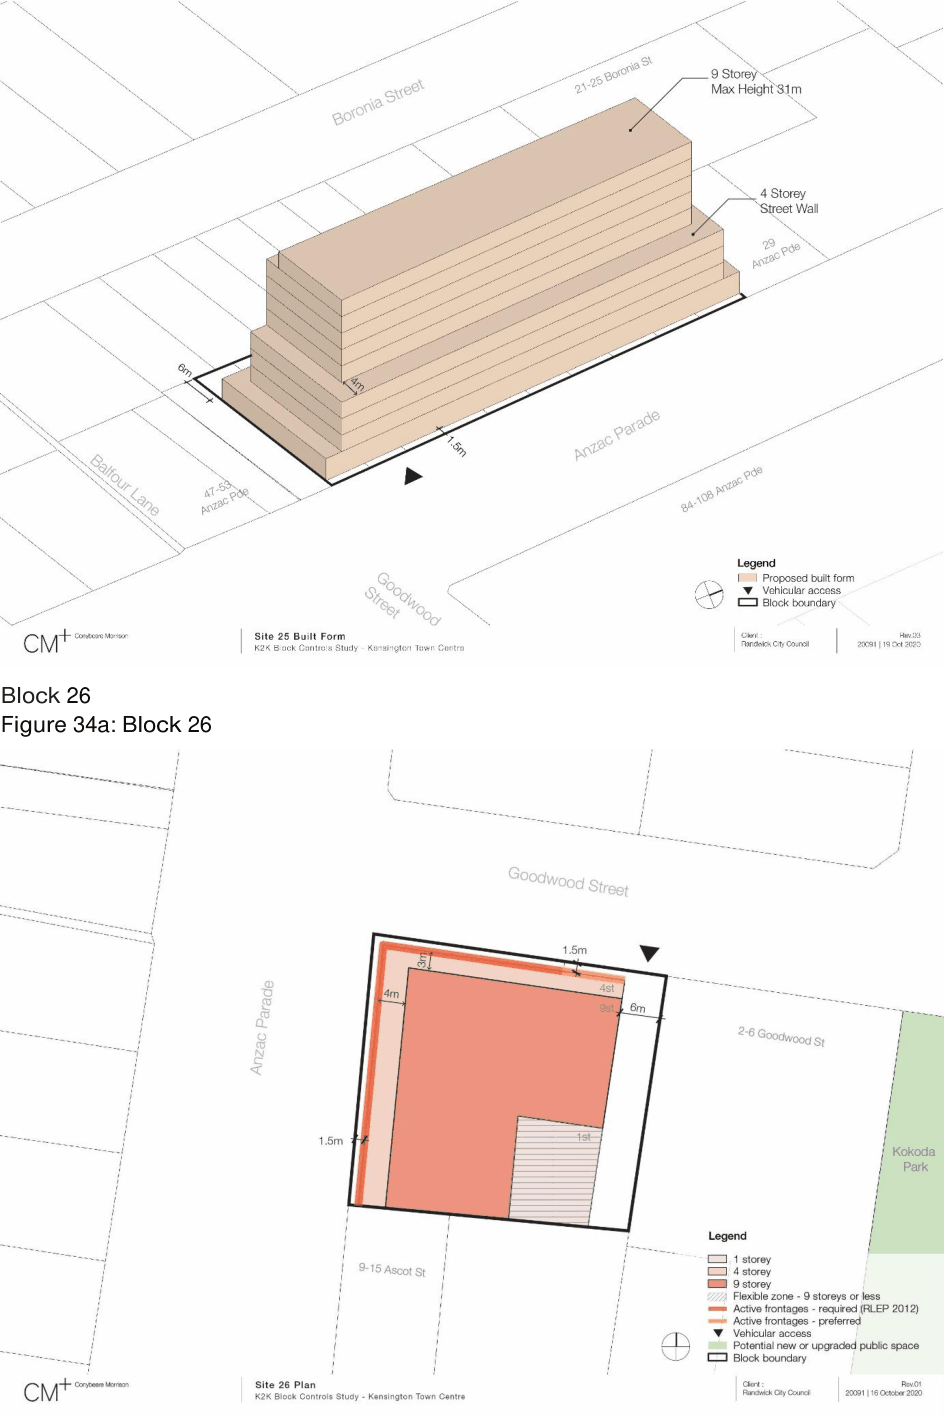 9 Storey
Max Height 31m
21-25 Boronia St
Boronia Street
4 Storey
Street Wall
29
Anzac Pde
6m
4m
1.5m
Anzac Parade
Balfour Lane
47-53
Anzac Pde
84-108 Anzac Pde
Goodwood
Street
Legend
Proposed built form
Vehicular access
Block boundary
CM+ Conybeare Morrison
Site 25 Built Form
K2K Block Controls Study - Kensington Town Centre
Client :
Randwick City Council
Rev.03
20091 | 19 Oct 2020
Block 26
Figure 34a: Block 26
Goodwood Street
1.5m
3m
4st
9st
6m
4m
2-6 Goodwood St
Anzac Parade
1.5m
1st
Kokoda
Park
9-15 Ascot St
Legend
1 storey
4 storey
9 storey
Flexible zone - 9 storeys or less
Active frontages - required (RLEP 2012)
Active frontages - preferred
Vehicular access
Potential new or upgraded public space
Block boundary
CM+ Conybeare Morrison
Site 26 Plan
K2K Block Controls Study - Kensington Town Centre
Client :
Randwick City Council
Rev.01
20091 | 16 October 2020